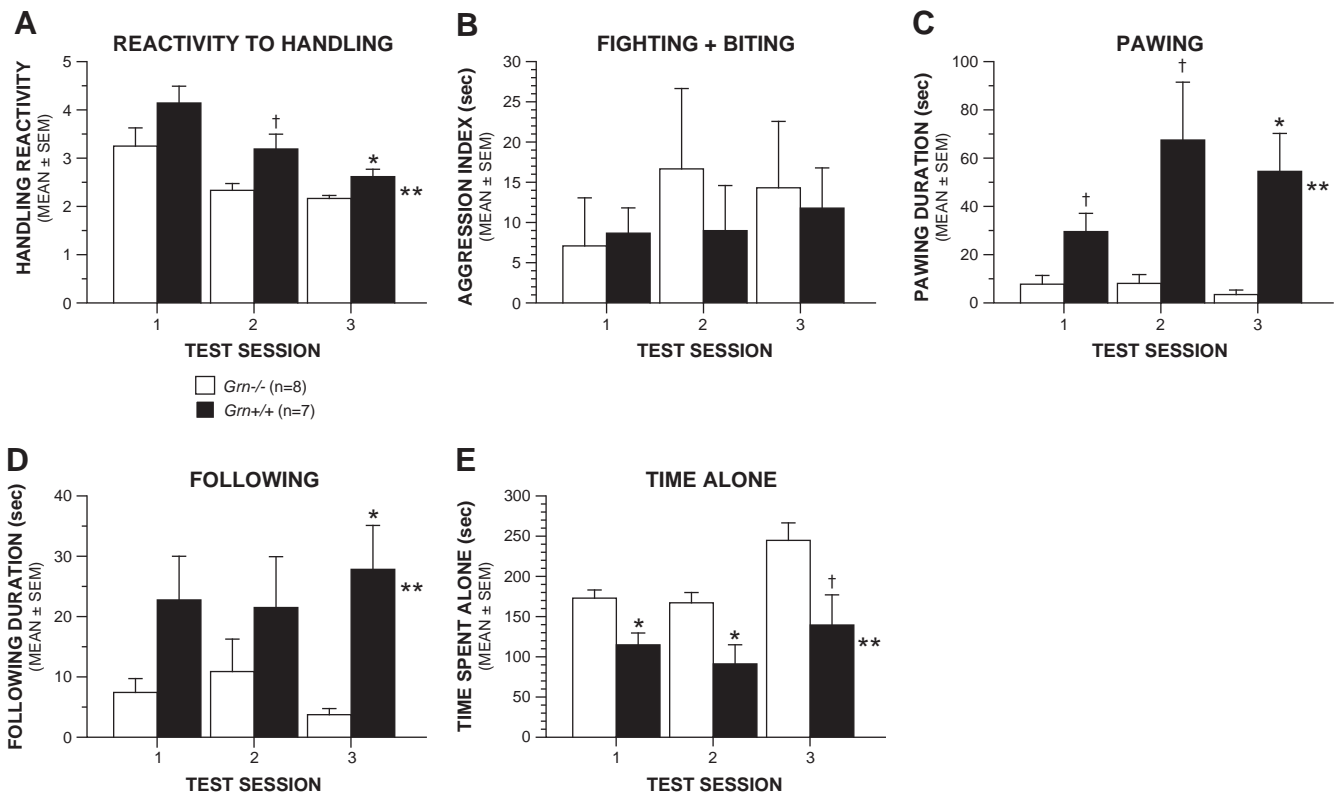 A
REACTIVITY TO HANDLING
HANDLING REACTIVITY
(MEAN ± SEM)
5
4
3
2
1
0
†
*
**
1 2 3
TEST SESSION
Grn-/- (n=8)
Grn+/+ (n=7)
B
FIGHTING + BITING
AGGRESSION INDEX (sec)
(MEAN ± SEM)
30
25
20
15
10
5
0
1 2 3
TEST SESSION
C
PAWING
PAWING DURATION (sec)
(MEAN ± SEM)
100
80
60
40
20
0
†
†
*
**
1 2 3
TEST SESSION
D
FOLLOWING
FOLLOWING DURATION (sec)
(MEAN ± SEM)
40
30
20
10
0
*
**
1 2 3
TEST SESSION
E
TIME ALONE
TIME SPENT ALONE (sec)
(MEAN ± SEM)
300
250
200
150
100
50
0
*
*
†
**
1 2 3
TEST SESSION